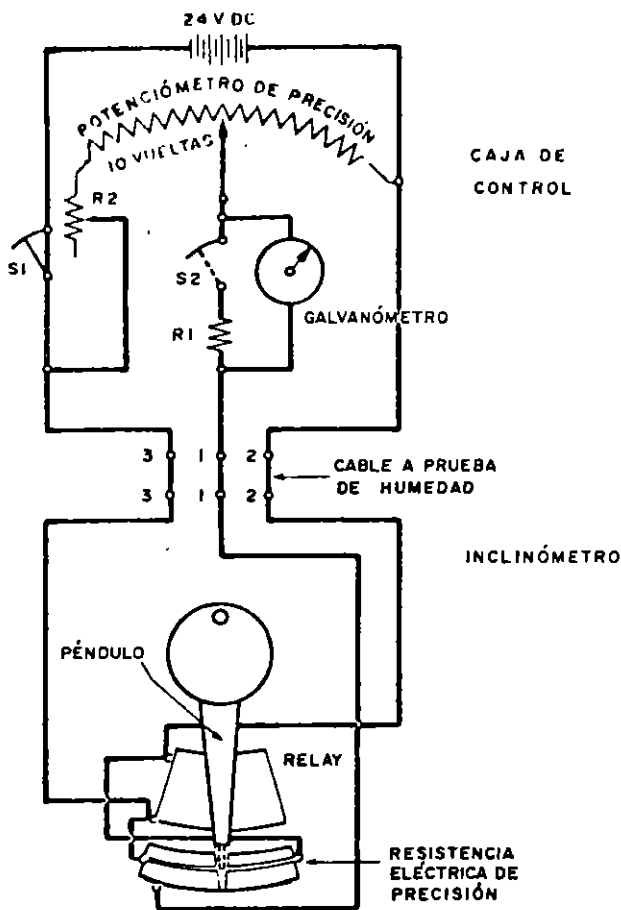 24 V DC
POTENCIÓMETRO DE PRECISIÓN
10 VUELTAS
CAJA DE
CONTROL
R2
S1
S2
GALVANÓMETRO
R1
3 1 2
3 1 2
CABLE A PRUEBA
DE HUMEDAD
INCLINÓMETRO
PÉNDULO
RELAY
RESISTENCIA
ELÉCTRICA DE
PRECISIÓN